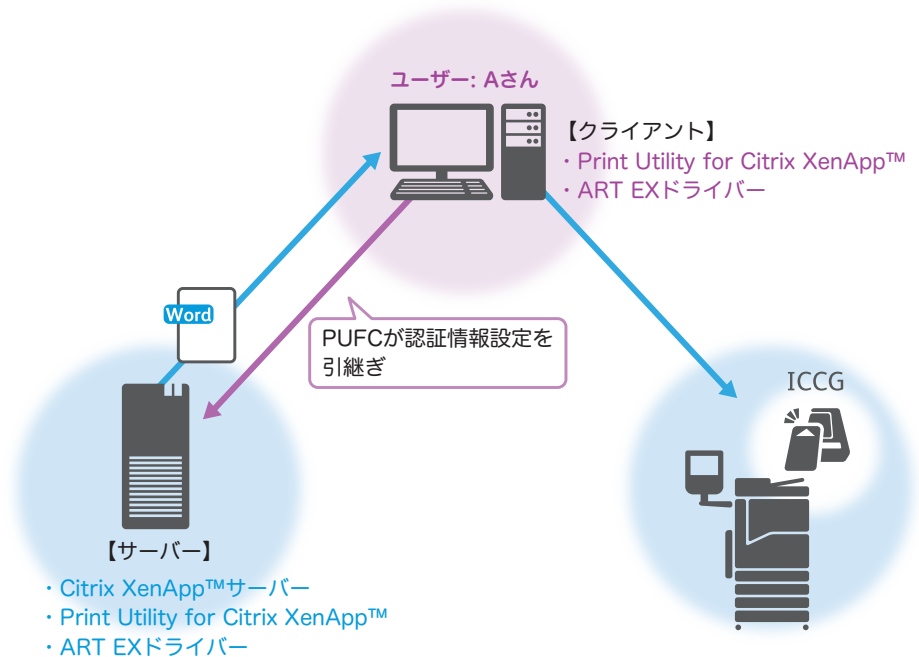 ユーザー: Aさん
【クライアント】
・Print Utility for Citrix XenApp™
・ART EXドライバー
Word
PUFCが認証情報設定を
引継ぎ
ICCG
【サーバー】
・Citrix XenApp™サーバー
・Print Utility for Citrix XenApp™
・ART EXドライバー